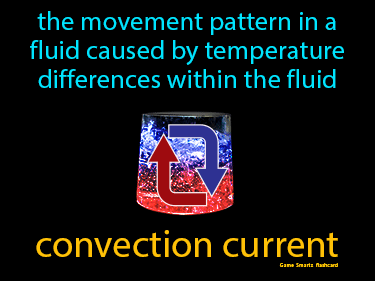 the movement pattern in a
fluid caused by temperature
differences within the fluid
convection current
Game Smartz flashcard